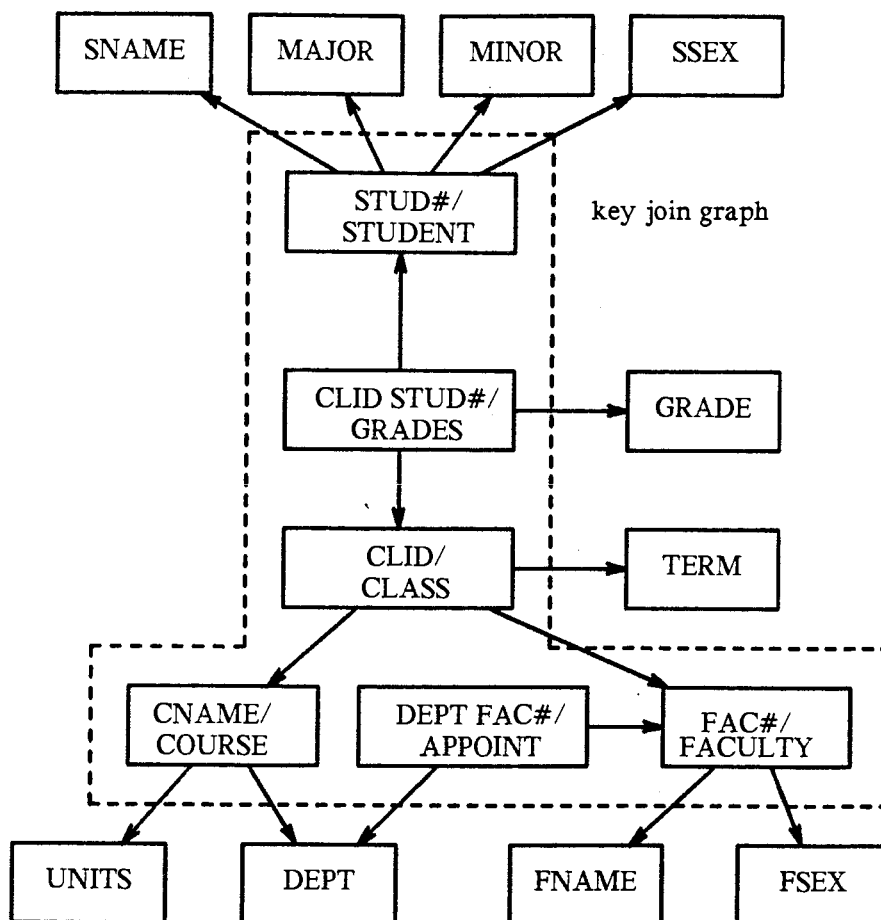 SNAME
MAJOR
MINOR
SSEX
STUD#/
STUDENT
key join graph
CLID STUD#/
GRADES
GRADE
CLID/
CLASS
TERM
CNAME/
COURSE
DEPT FAC#/
APPOINT
FAC#/
FACULTY
UNITS
DEPT
FNAME
FSEX